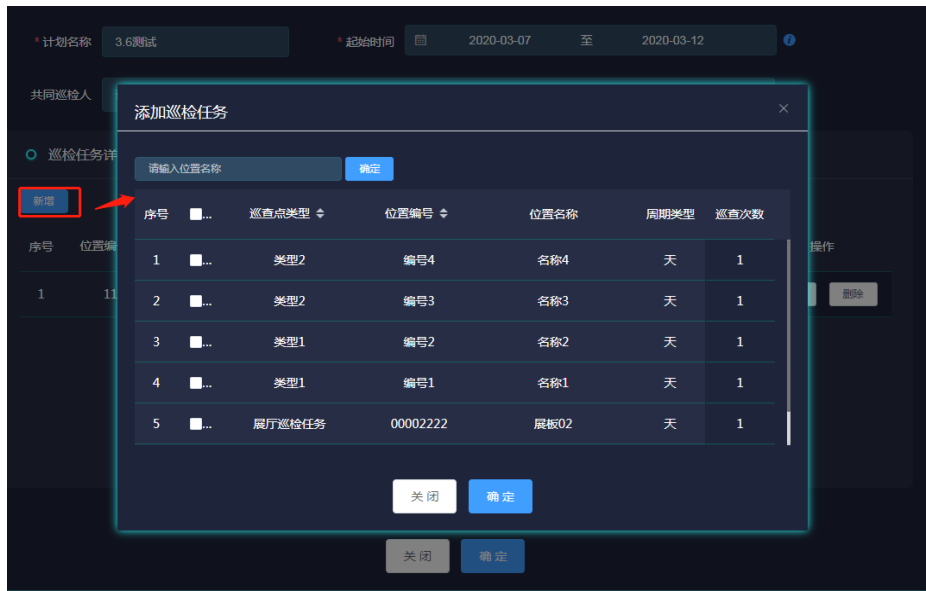 * 计划名称 3.6测试 * 起始时间 2020-03-07 至 2020-03-12
共同巡检人
添加巡检任务
巡检任务详
请输入位置名称 确定
新增
序号 ... 巡查点类型 位置编号 位置名称 周期类型 巡查次数
序号 位置编 操作
1 ... 类型2 编号4 名称4 天 1
1 11 删除
2 ... 类型2 编号3 名称3 天 1
3 ... 类型1 编号2 名称2 天 1
4 ... 类型1 编号1 名称1 天 1
5 ... 展厅巡检任务 00002222 展板02 天 1
关闭 确定
关闭 确定